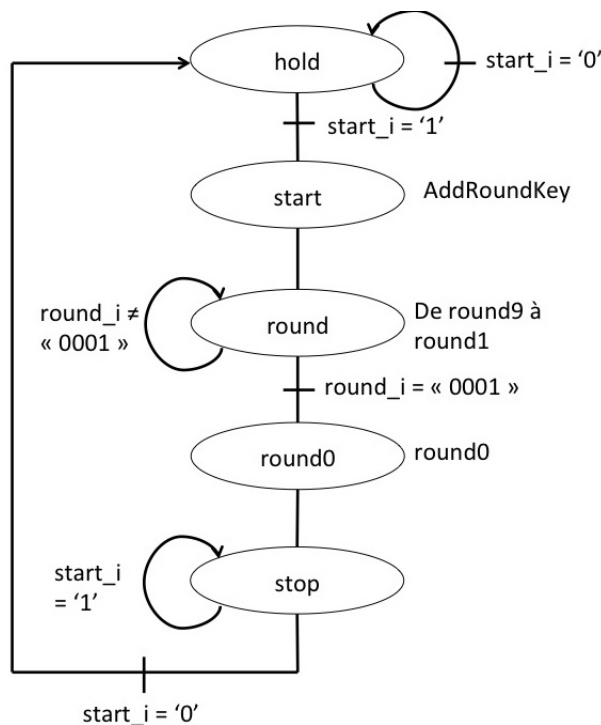 hold
start_i = ‘0’
start_i = ‘1’
start
AddRoundKey
round_i ≠
« 0001 »
round
De round9 à
round1
round_i = « 0001 »
round0
round0
start_i
= ‘1’
stop
start_i = ‘0’